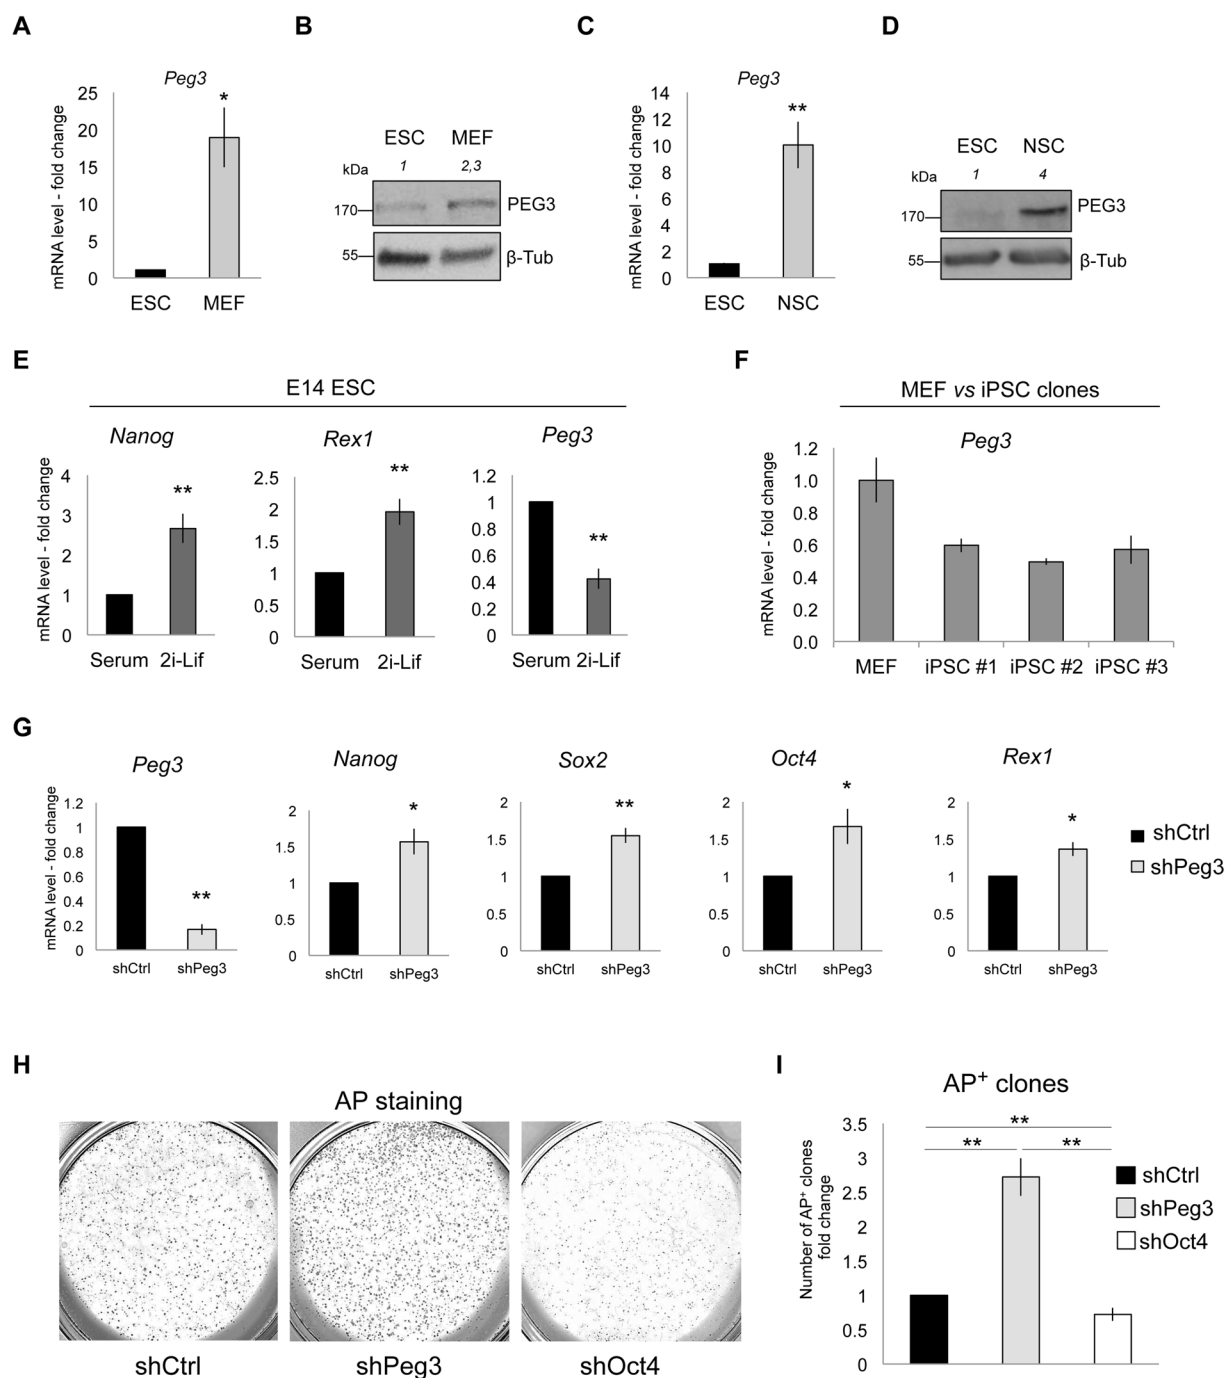 A
B
C
D
Peg3
mRNA level - fold change
25
20
15
10
5
0
*
ESC MEF
ESC MEF
kDa 1 2,3
170 PEG3
55 β-Tub
Peg3
mRNA level - fold change
14
12
10
8
6
4
2
0
**
ESC NSC
ESC NSC
kDa 1 4
170 PEG3
55 β-Tub
E
E14 ESC
Nanog
mRNA level - fold change
4
3
2
1
0
**
Serum 2i-Lif
Rex1
2.5
2
1.5
1
0.5
0
**
Serum 2i-Lif
Peg3
1.2
1
0.8
0.6
0.4
0.2
0
**
Serum 2i-Lif
F
MEF vs iPSC clones
Peg3
mRNA level - fold change
1.2
1.0
0.8
0.6
0.4
0.2
0.0
MEF iPSC #1 iPSC #2 iPSC #3
G
Peg3
mRNA level - fold change
1.2
1
0.8
0.6
0.4
0.2
0
**
shCtrl shPeg3
Nanog
2
1.5
1
0.5
0
*
shCtrl shPeg3
Sox2
2
1.5
1
0.5
0
**
shCtrl shPeg3
Oct4
2
1.5
1
0.5
0
*
shCtrl shPeg3
Rex1
2
1.5
1
0.5
0
*
shCtrl shPeg3
shCtrl
shPeg3
H
AP staining
shCtrl shPeg3 shOct4
I
AP+ clones
Number of AP+ clones
fold change
3.5
3
2.5
2
1.5
1
0.5
0
**
** **
shCtrl
shPeg3
shOct4